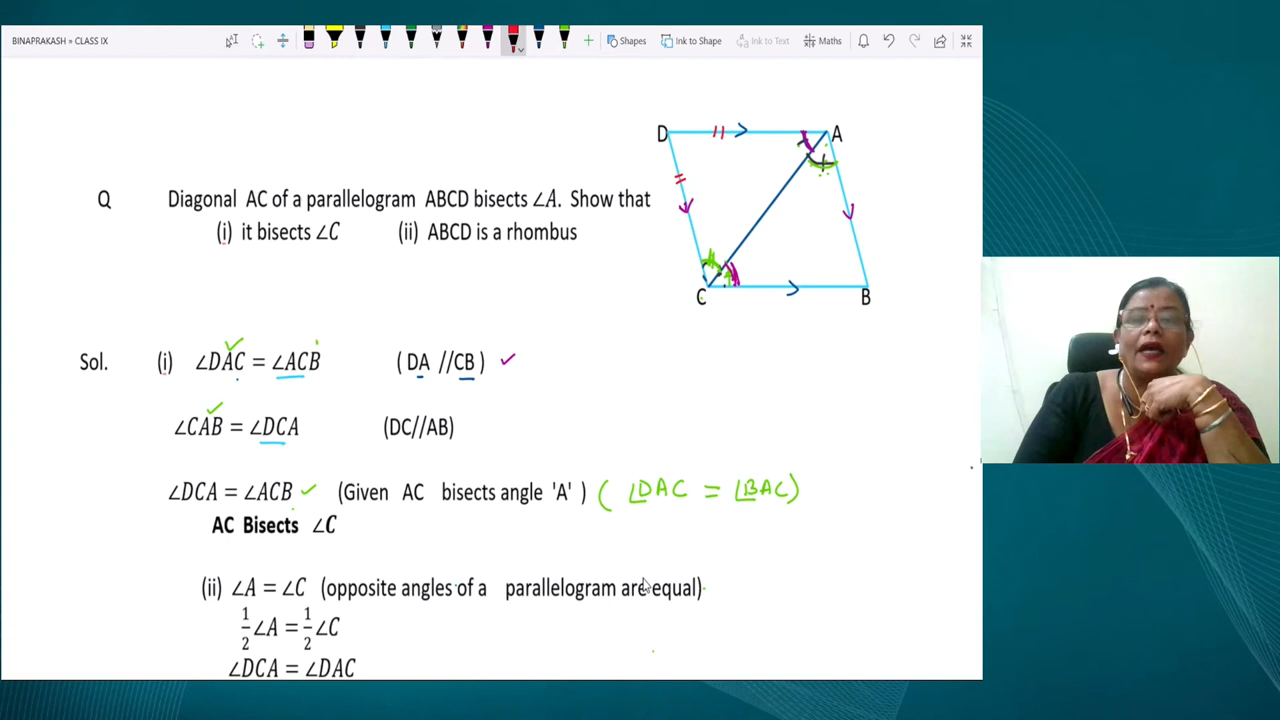 BINAPRAKASH = CLASS IX
Shapes Ink to Shape Ink to Text Maths
Q Diagonal AC of a parallelogram ABCD bisects ∠A. Show that
(i) it bisects ∠C (ii) ABCD is a rhombus
D A
C B
Sol. (i) ∠DAC = ∠ACB ( DA //CB )
∠CAB = ∠DCA (DC//AB)
∠DCA = ∠ACB (Given AC bisects angle 'A' ) ( ∠DAC = ∠BAC)
AC Bisects ∠C
(ii) ∠A = ∠C (opposite angles of a parallelogram are equal)
1/2 ∠A = 1/2 ∠C
∠DCA = ∠DAC